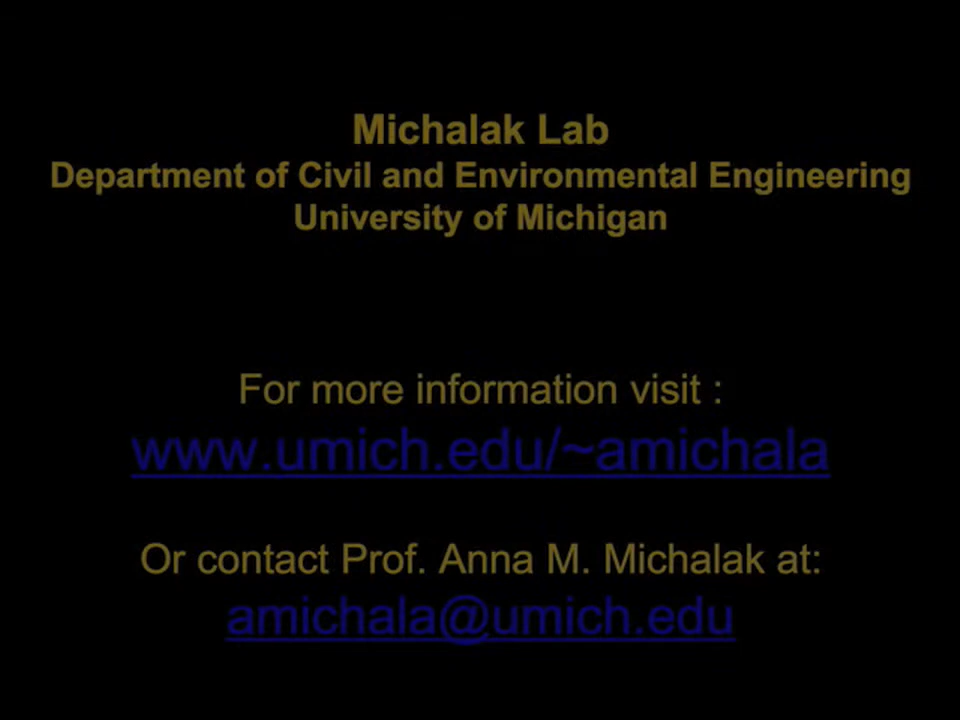 Michalak Lab
Department of Civil and Environmental Engineering
University of Michigan
For more information visit :
www.umich.edu/~amichala
Or contact Prof. Anna M. Michalak at:
amichala@umich.edu